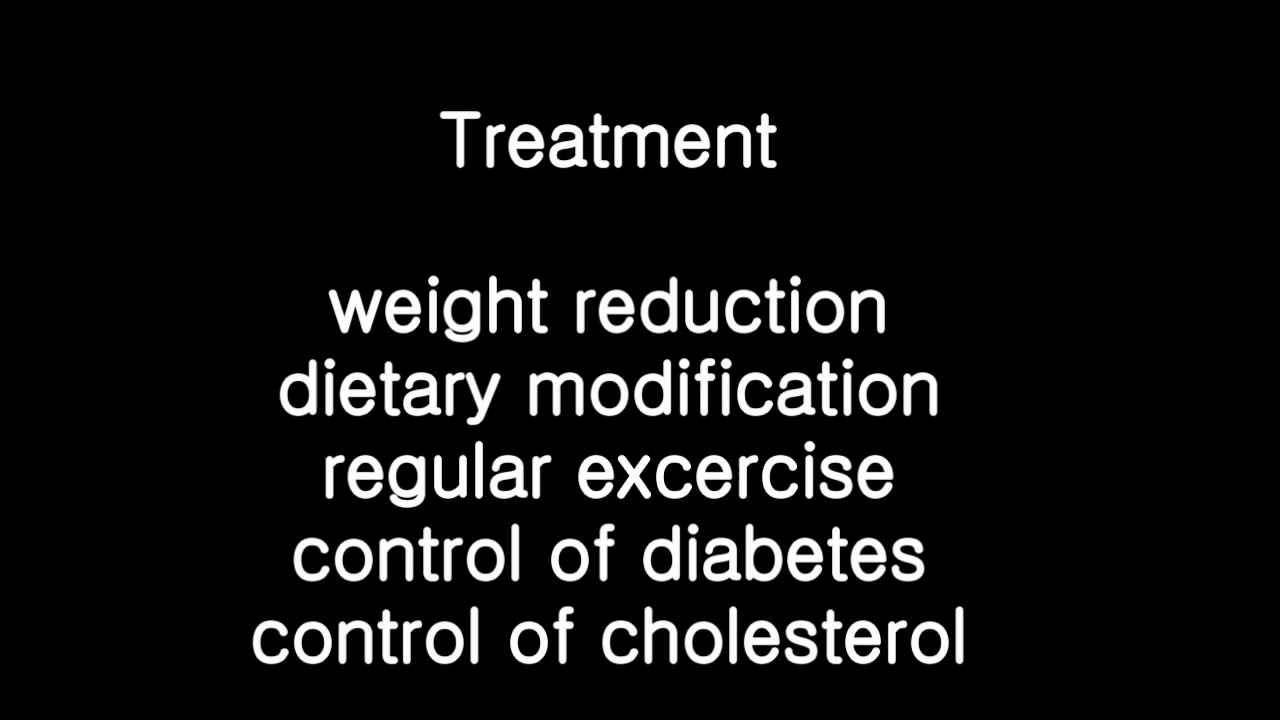 Treatment
weight reduction
dietary modification
regular excercise
control of diabetes
control of cholesterol